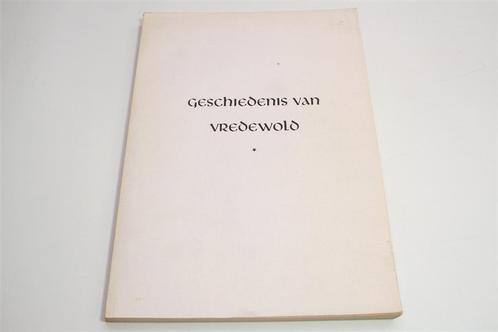 Geschiedenis van
Vredewold
*